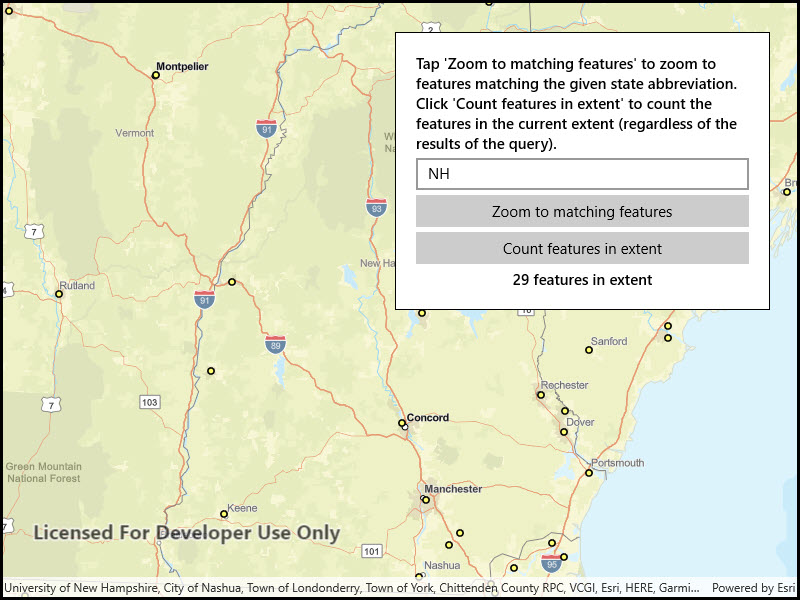 Montpelier
2
Tap 'Zoom to matching features' to zoom to
features matching the given state abbreviation.
Click 'Count features in extent' to count the
features in the current extent (regardless of the
results of the query).
NH
Zoom to matching features
Count features in extent
29 features in extent
Vermont
91
93
7
New Ha
Rutland
4
91
89
Sanford
Rochester
7
103
Concord
Dover
Portsmouth
Green Mountain
National Forest
Manchester
Keene
7
Licensed For Developer Use Only
101
Nashua
95
University of New Hampshire, City of Nashua, Town of Londonderry, Town of York, Chittenden County RPC, VCGI, Esri, HERE, Garmi...
Powered by Esri